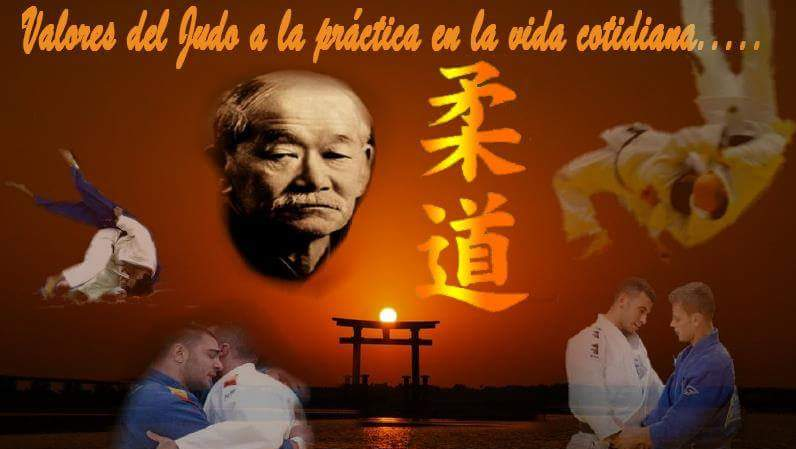 Valores del Judo a la práctica en la vida cotidiana.....
柔道